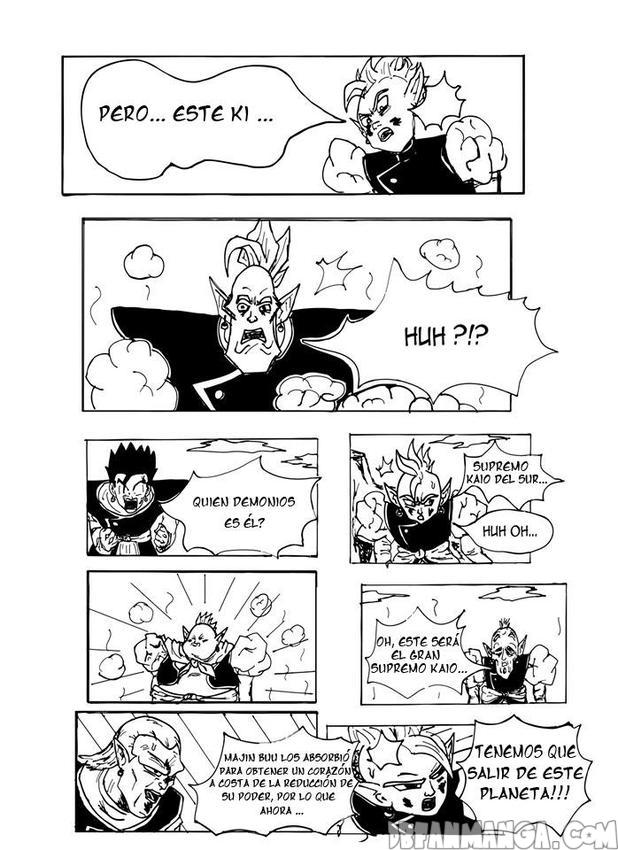 PERO... ESTE KI ...
HUH ?!?
QUIEN DEMONIOS
ES ÉL?
SUPREMO
KAIO DEL SUR...
HUH OH...
OH, ESTE SERÁ
EL GRAN
SUPREMO KAIO...
MAJIN BUU LOS ABSORBIÓ
PARA OBTENER UN CORAZÓN
A COSTA DE LA REDUCCIÓN DE
SU PODER, POR LO QUE
AHORA ...
TENEMOS QUE
SALIR DE ESTE
PLANETA!!!
DBFANMANGA.COM